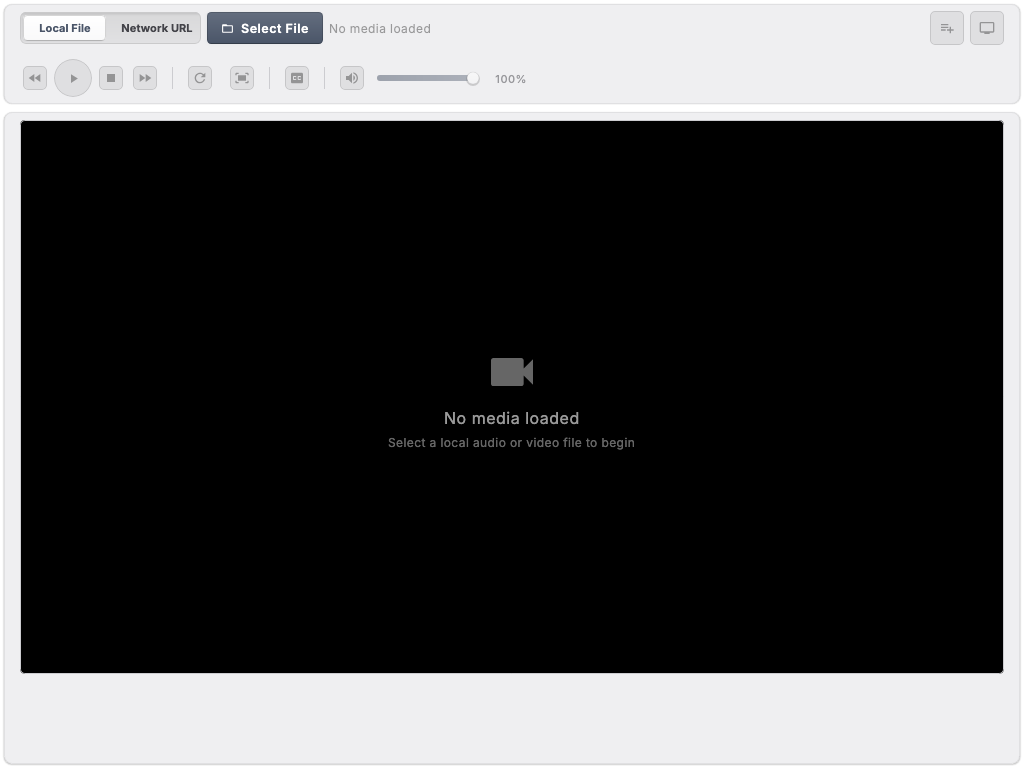 Local File
Network URL
Select File
No media loaded
CC
100%
No media loaded
Select a local audio or video file to begin